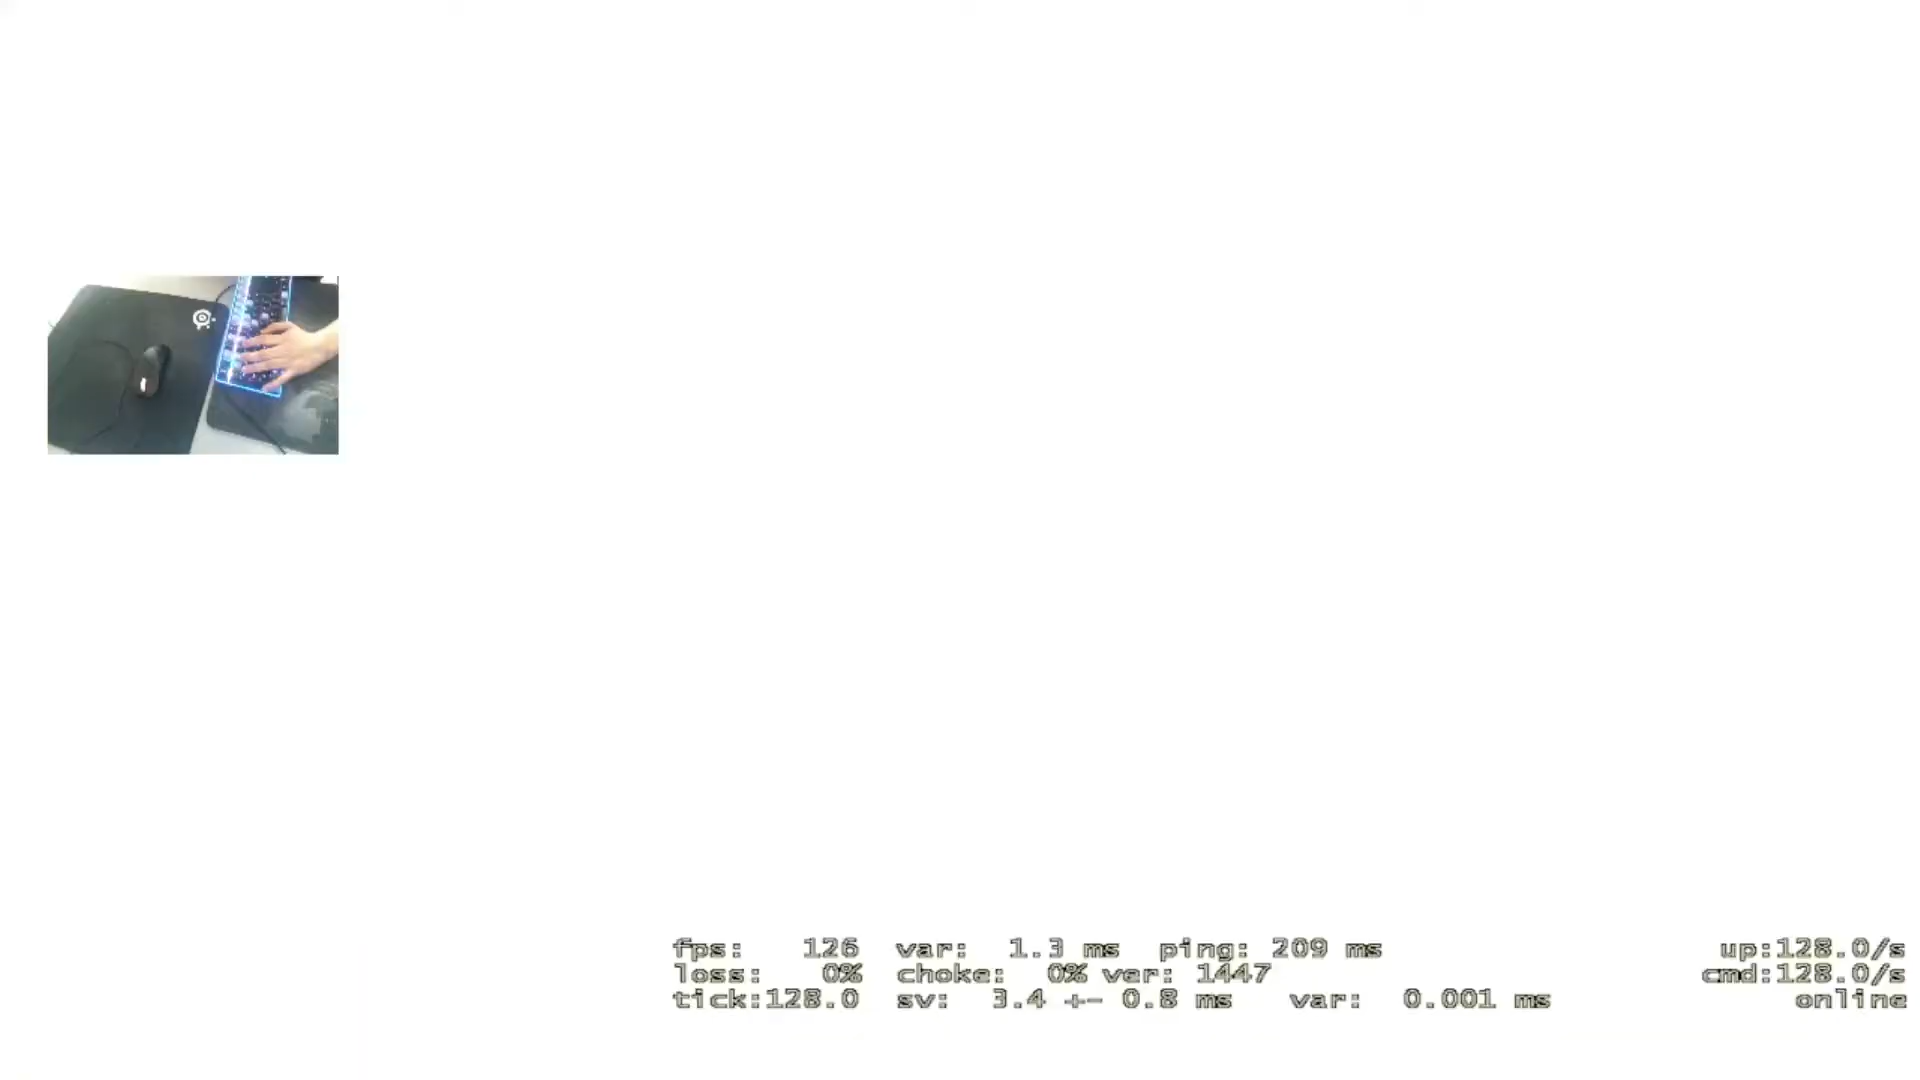 fps: 126 var: 1.3 ms ping: 209 ms up:128.0/s
loss: 0% choke: 0% ver: 1447 cmd:128.0/s
tick:128.0 sv: 3.4 +- 0.8 ms var: 0.001 ms online